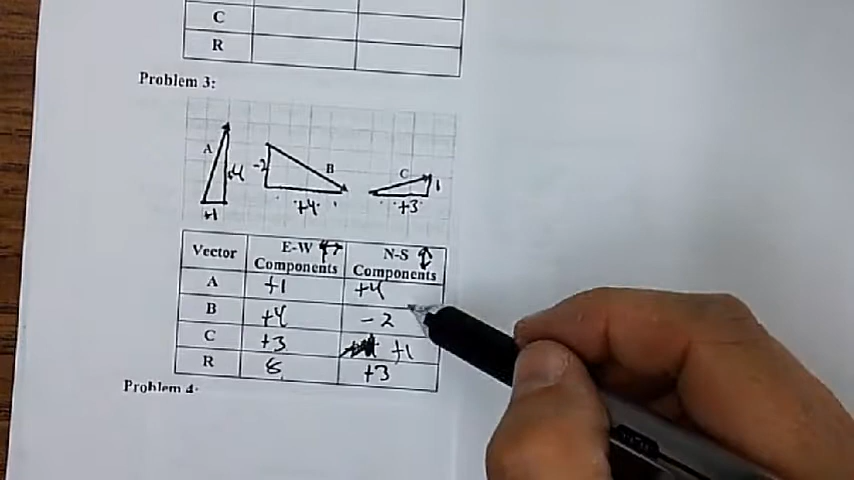 C
R
Problem 3:
A
+4
+1
-2
B
+4
C
1
+3
Vector E-W Components N-S Components
A +1 +4
B +4 -2
C +3 +1
R 8 +3
Problem 4: